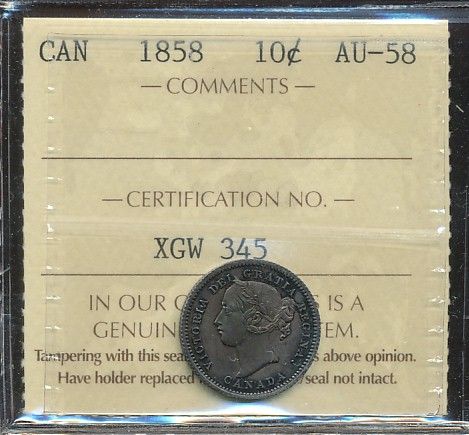 CAN 1858 10¢ AU-58
— COMMENTS —
— CERTIFICATION NO. —
XGW 345
IN OUR IS A
GENUIN TEM.
Tampering with this sea s above opinion.
Have holder replaced /seal not intact.
VICTORIA DEI GRATIA REGINA.
CANADA